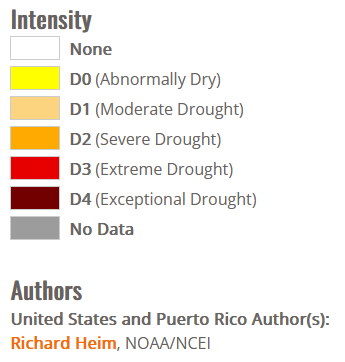 Intensity
None
D0 (Abnormally Dry)
D1 (Moderate Drought)
D2 (Severe Drought)
D3 (Extreme Drought)
D4 (Exceptional Drought)
No Data
Authors
United States and Puerto Rico Author(s):
Richard Heim, NOAA/NCEI